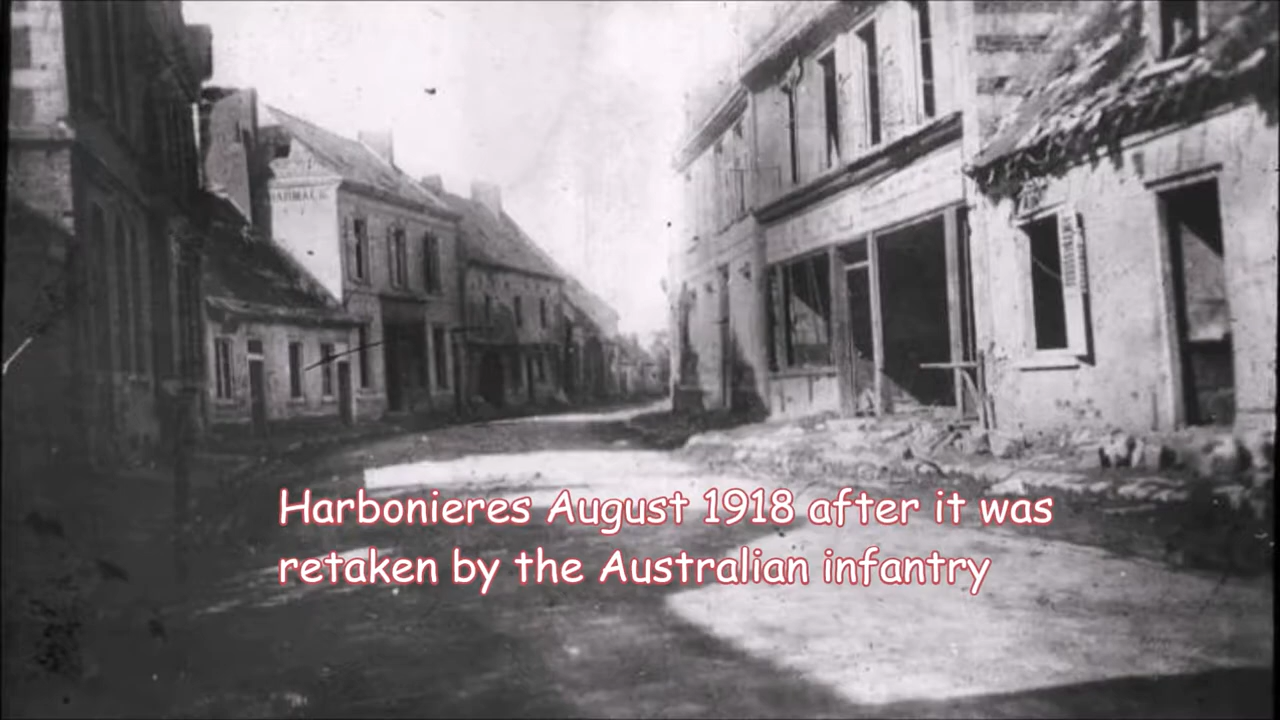 Harbonieres August 1918 after it was
retaken by the Australian infantry